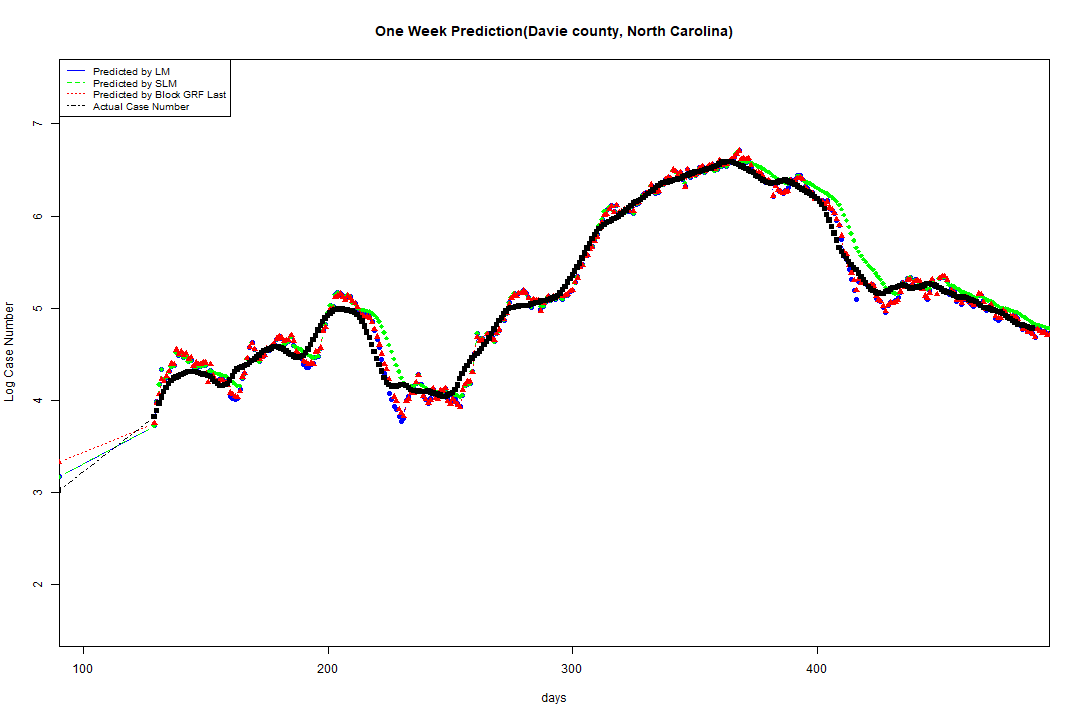 One Week Prediction(Davie county, North Carolina)
Predicted by LM
Predicted by SLM
Predicted by Block GRF Last
Actual Case Number
7
6
5
4
3
2
Log Case Number
100 200 300 400
days